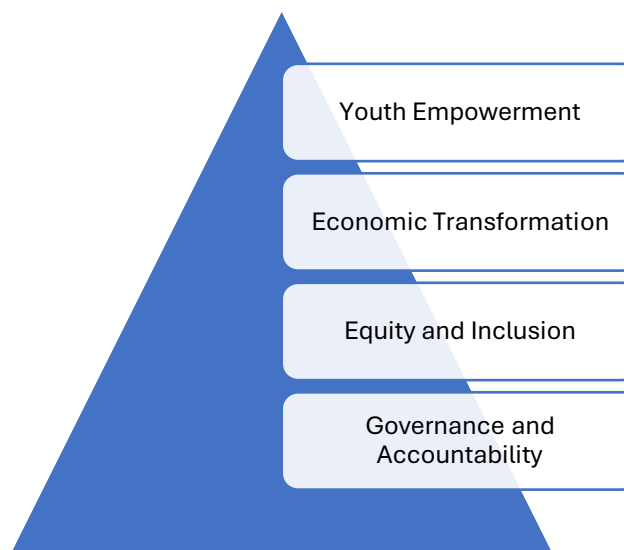 Youth Empowerment
Economic Transformation
Equity and Inclusion
Governance and
Accountability